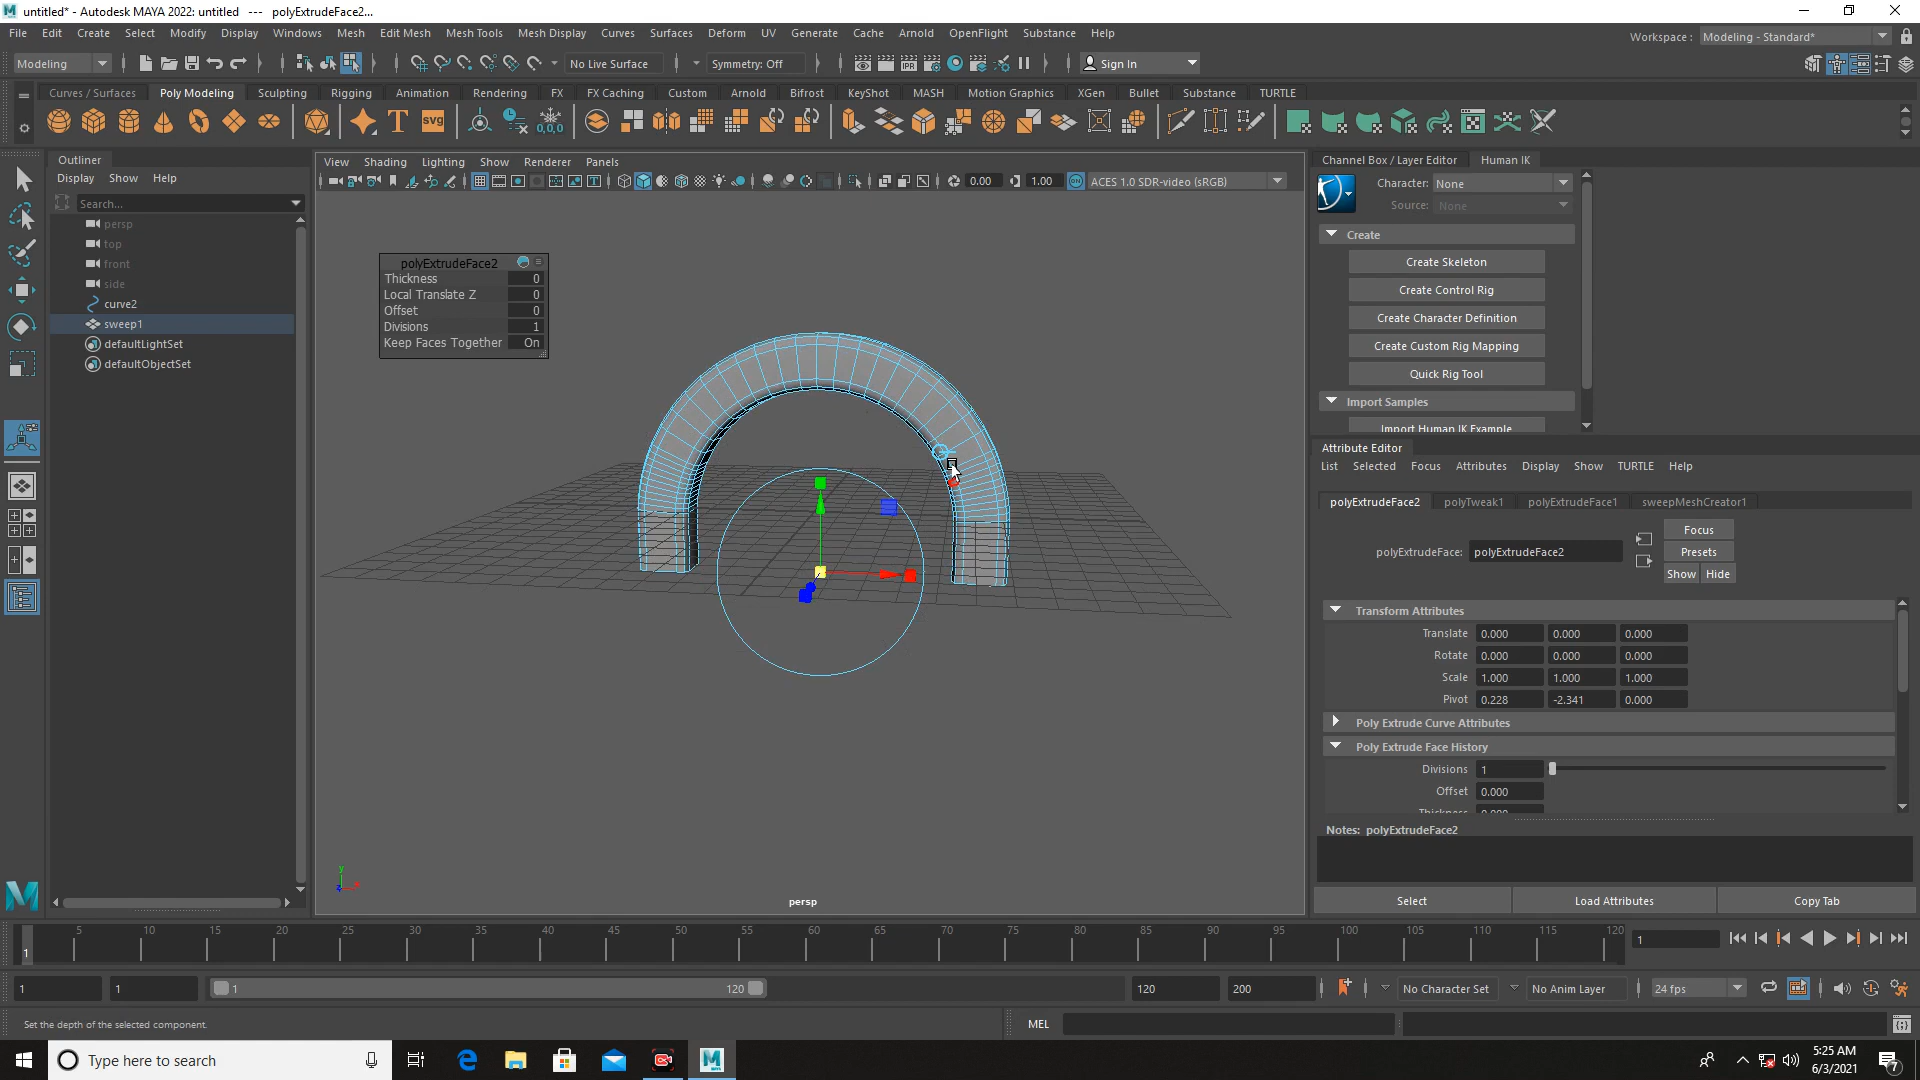 untitled* - Autodesk MAYA 2022: untitled --- polyExtrudeFace2...
File Edit Create Select Modify Display Windows Mesh Edit Mesh Mesh Tools Mesh Display Curves Surfaces Deform UV Generate Cache Arnold OpenFlight Substance Help
Workspace : Modeling - Standard*
Modeling No Live Surface Symmetry: Off IPR Sign In
Curves / Surfaces Poly Modeling Sculpting Rigging Animation Rendering FX FX Caching Custom Arnold Bifrost KeyShot MASH Motion Graphics XGen Bullet Substance TURTLE
T SVG 0,0,0
Outliner
Display Show Help
Search...
persp
top
front
side
curve2
sweep1
defaultLightSet
defaultObjectSet
View Shading Lighting Show Renderer Panels
0.00 1.00 ON ACES 1.0 SDR-video (sRGB)
polyExtrudeFace2
Thickness 0
Local Translate Z 0
Offset 0
Divisions 1
Keep Faces Together On
y
persp
Channel Box / Layer Editor Human IK
Character: None
Source: None
Create
Create Skeleton
Create Control Rig
Create Character Definition
Create Custom Rig Mapping
Quick Rig Tool
Import Samples
Import Human IK Example
Attribute Editor
List Selected Focus Attributes Display Show TURTLE Help
polyExtrudeFace2 polyTweak1 polyExtrudeFace1 sweepMeshCreator1
polyExtrudeFace: polyExtrudeFace2
Focus
Presets
Show Hide
Transform Attributes
Translate 0.000 0.000 0.000
Rotate 0.000 0.000 0.000
Scale 1.000 1.000 1.000
Pivot 0.228 -2.341 0.000
Poly Extrude Curve Attributes
Poly Extrude Face History
Divisions 1
Offset 0.000
Thickness 0.000
Notes: polyExtrudeFace2
Select Load Attributes Copy Tab
5 10 15 20 25 30 35 40 45 50 55 60 65 70 75 80 85 90 95 100 105 110 115 120
1 1
1 1 1 120 120 200 No Character Set No Anim Layer 24 fps
Set the depth of the selected component. MEL
Type here to search
5:25 AM
6/3/2021
7